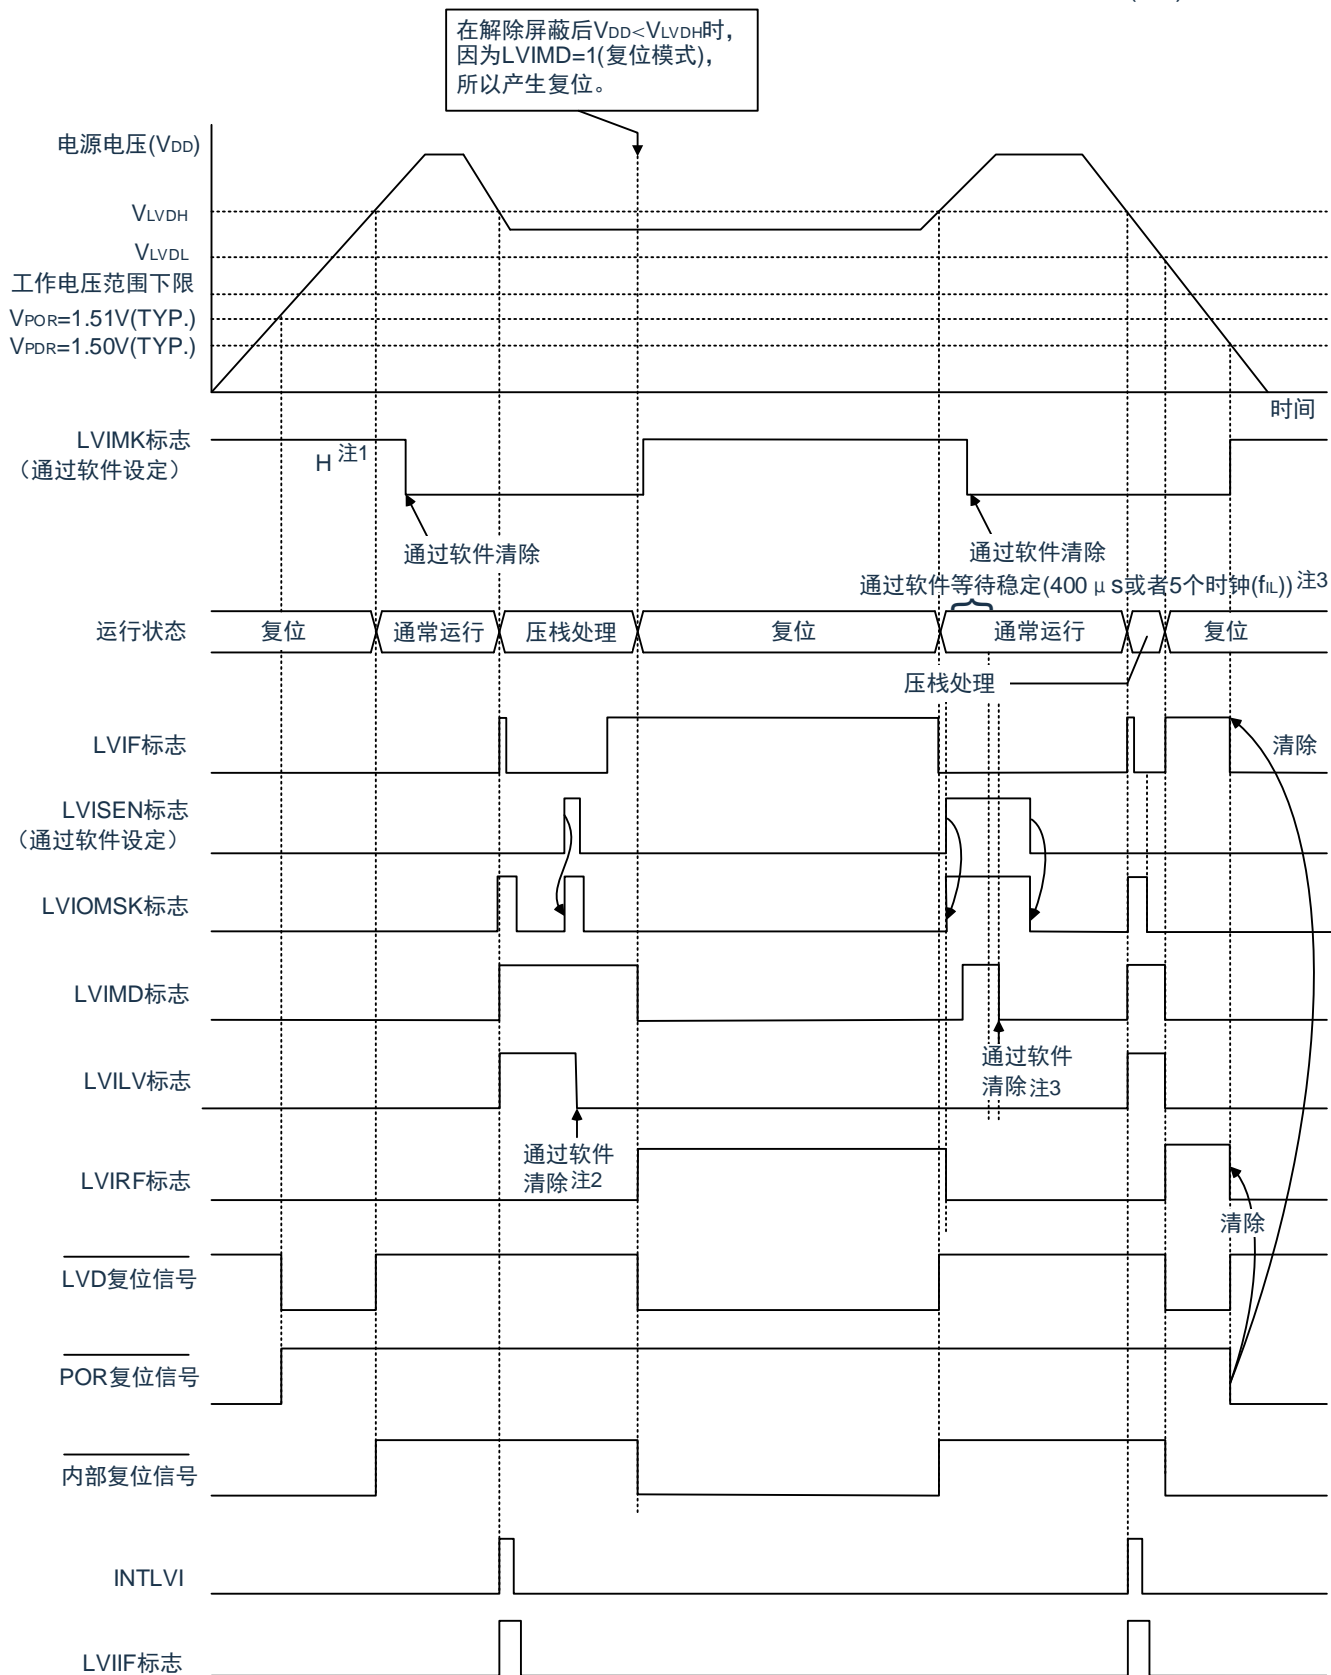 在解除屏蔽后VDD<VLVDH时，
因为LVIMD=1(复位模式)，
所以产生复位。
电源电压(VDD)
VLVDH
VLVDL
工作电压范围下限
VPOR=1.51V(TYP.)
VPDR=1.50V(TYP.)
时间
LVIMK标志
（通过软件设定）
H 注1
通过软件清除
通过软件清除
通过软件等待稳定(400 μ s或者5个时钟(fIL)) 注3
运行状态
复位
通常运行
压栈处理
复位
通常运行
复位
压栈处理
LVIF标志
清除
LVISEN标志
（通过软件设定）
LVIOMSK标志
LVIMD标志
通过软件
清除 注3
LVILV标志
通过软件
清除 注2
LVIRF标志
清除
LVD复位信号
POR复位信号
内部复位信号
INTLVI
LVIIF标志